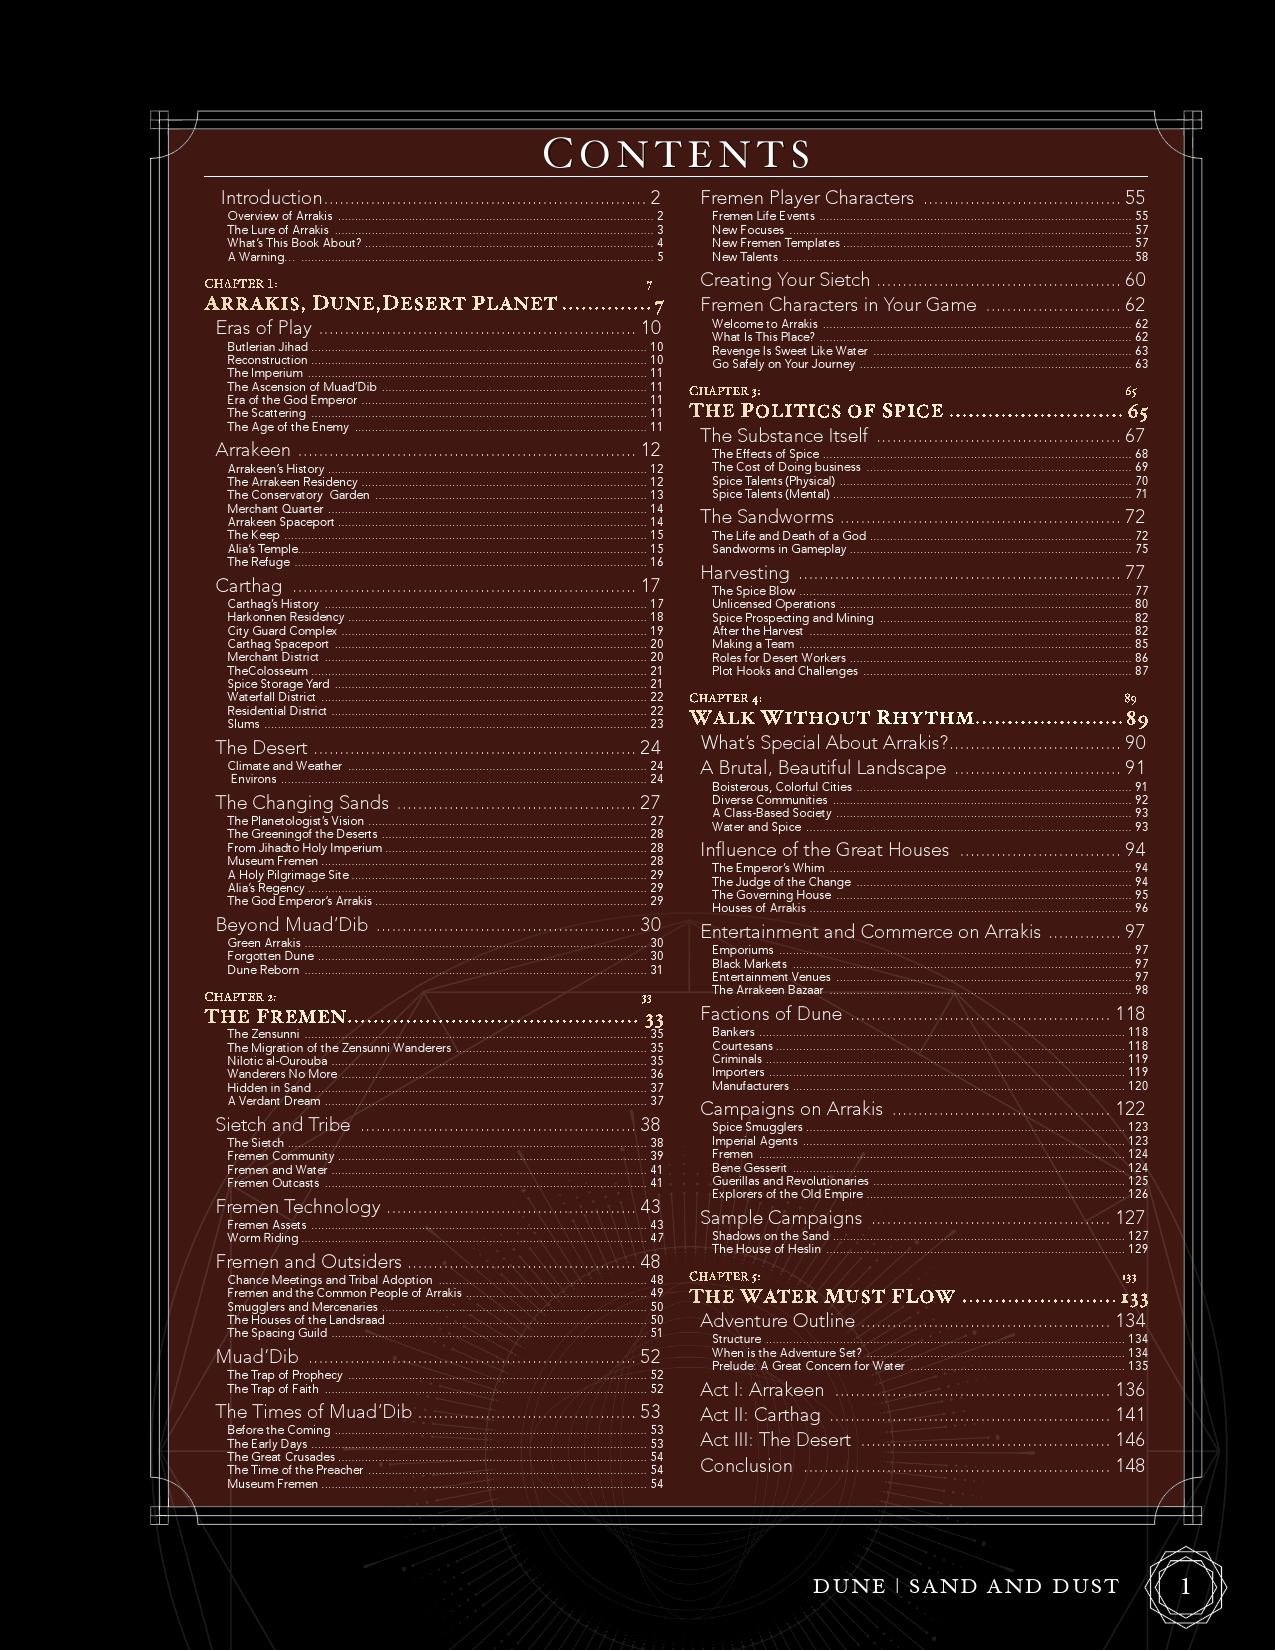 CONTENTS
Introduction 2
Overview of Arrakis 2
The Lure of Arrakis 3
What's This Book About? 4
A Warning... 5
CHAPTER 1: 7
ARRAKIS, DUNE,DESERT PLANET 7
Eras of Play 10
Butlerian Jihad 10
Reconstruction 10
The Imperium 11
The Ascension of Muad'Dib 11
Era of the God Emperor 11
The Scattering 11
The Age of the Enemy 11
Arrakeen 12
Arrakeen's History 12
The Arrakeen Residency 12
The Conservatory Garden 13
Merchant Quarter 14
Arrakeen Spaceport 14
The Keep 15
Alia's Temple 15
The Refuge 16
Carthag 17
Carthag's History 17
Harkonnen Residency 18
City Guard Complex 19
Carthag Spaceport 20
Merchant District 20
TheColosseum 21
Spice Storage Yard 21
Waterfall District 22
Residential District 22
Slums 23
The Desert 24
Climate and Weather 24
Environs 24
The Changing Sands 27
The Planetologist's Vision 27
The Greeningof the Deserts 28
From Jihadto Holy Imperium 28
Museum Fremen 28
A Holy Pilgrimage Site 29
Alia's Regency 29
The God Emperor's Arrakis 29
Beyond Muad'Dib 30
Green Arrakis 30
Forgotten Dune 30
Dune Reborn 31
CHAPTER 2: 33
THE FREMEN 33
The Zensunni 35
The Migration of the Zensunni Wanderers 35
Nilotic al-Ourouba 35
Wanderers No More 36
Hidden in Sand 37
A Verdant Dream 37
Sietch and Tribe 38
The Sietch 38
Fremen Community 39
Fremen and Water 41
Fremen Outcasts 41
Fremen Technology 43
Fremen Assets 43
Worm Riding 47
Fremen and Outsiders 48
Chance Meetings and Tribal Adoption 48
Fremen and the Common People of Arrakis 49
Smugglers and Mercenaries 50
The Houses of the Landsraad 50
The Spacing Guild 51
Muad'Dib 52
The Trap of Prophecy 52
The Trap of Faith 52
The Times of Muad'Dib 53
Before the Coming 53
The Early Days 53
The Great Crusades 54
The Time of the Preacher 54
Museum Fremen 54
Fremen Player Characters 55
Fremen Life Events 55
New Focuses 57
New Fremen Templates 57
New Talents 58
Creating Your Sietch 60
Fremen Characters in Your Game 62
Welcome to Arrakis 62
What Is This Place? 62
Revenge Is Sweet Like Water 63
Go Safely on Your Journey 63
CHAPTER 3: 65
THE POLITICS OF SPICE 65
The Substance Itself 67
The Effects of Spice 68
The Cost of Doing business 69
Spice Talents (Physical) 70
Spice Talents (Mental) 71
The Sandworms 72
The Life and Death of a God 72
Sandworms in Gameplay 75
Harvesting 77
The Spice Blow 77
Unlicensed Operations 80
Spice Prospecting and Mining 82
After the Harvest 82
Making a Team 85
Roles for Desert Workers 86
Plot Hooks and Challenges 87
CHAPTER 4: 89
WALK WITHOUT RHYTHM 89
What's Special About Arrakis? 90
A Brutal, Beautiful Landscape 91
Boisterous, Colorful Cities 91
Diverse Communities 92
A Class-Based Society 93
Water and Spice 93
Influence of the Great Houses 94
The Emperor's Whim 94
The Judge of the Change 94
The Governing House 95
Houses of Arrakis 96
Entertainment and Commerce on Arrakis 97
Emporiums 97
Black Markets 97
Entertainment Venues 97
The Arrakeen Bazaar 98
Factions of Dune 118
Bankers 118
Courtesans 118
Criminals 119
Importers 119
Manufacturers 120
Campaigns on Arrakis 122
Spice Smugglers 123
Imperial Agents 123
Fremen 124
Bene Gesserit 124
Guerillas and Revolutionaries 125
Explorers of the Old Empire 126
Sample Campaigns 127
Shadows on the Sand 127
The House of Heslin 129
CHAPTER 5: 133
THE WATER MUST FLOW 133
Adventure Outline 134
Structure 134
When is the Adventure Set? 134
Prelude: A Great Concern for Water 135
Act I: Arrakeen 136
Act II: Carthag 141
Act III: The Desert 146
Conclusion 148
DUNE | SAND AND DUST 1